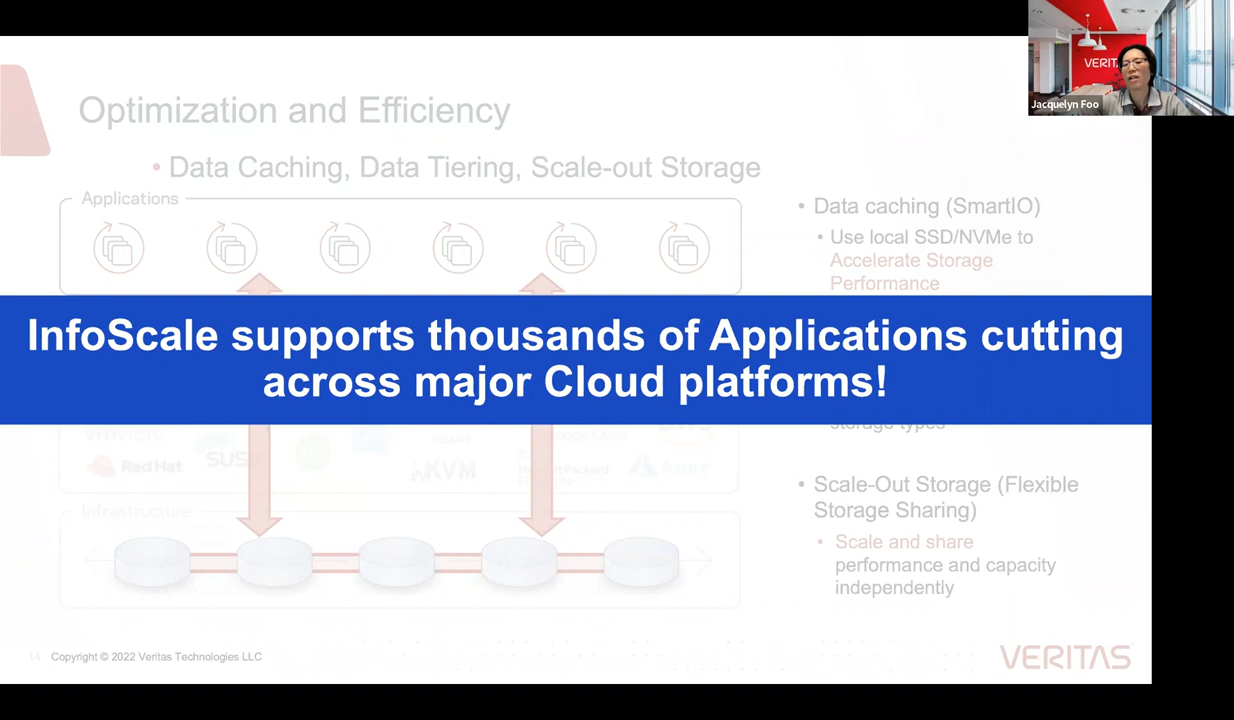 VERITAS
Jacquelyn Foo
Optimization and Efficiency
• Data Caching, Data Tiering, Scale-out Storage
Applications
• Data caching (SmartIO)
• Use local SSD/NVMe to
Accelerate Storage
Performance
InfoScale supports thousands of Applications cutting
across major Cloud platforms!
storage types
vmware
Red Hat
SUSE
KVM
Hewlett Packard
Azure
• Scale-Out Storage (Flexible
Storage Sharing)
• Scale and share
performance and capacity
independently
Infrastructure
14 Copyright © 2022 Veritas Technologies LLC
VERITAS